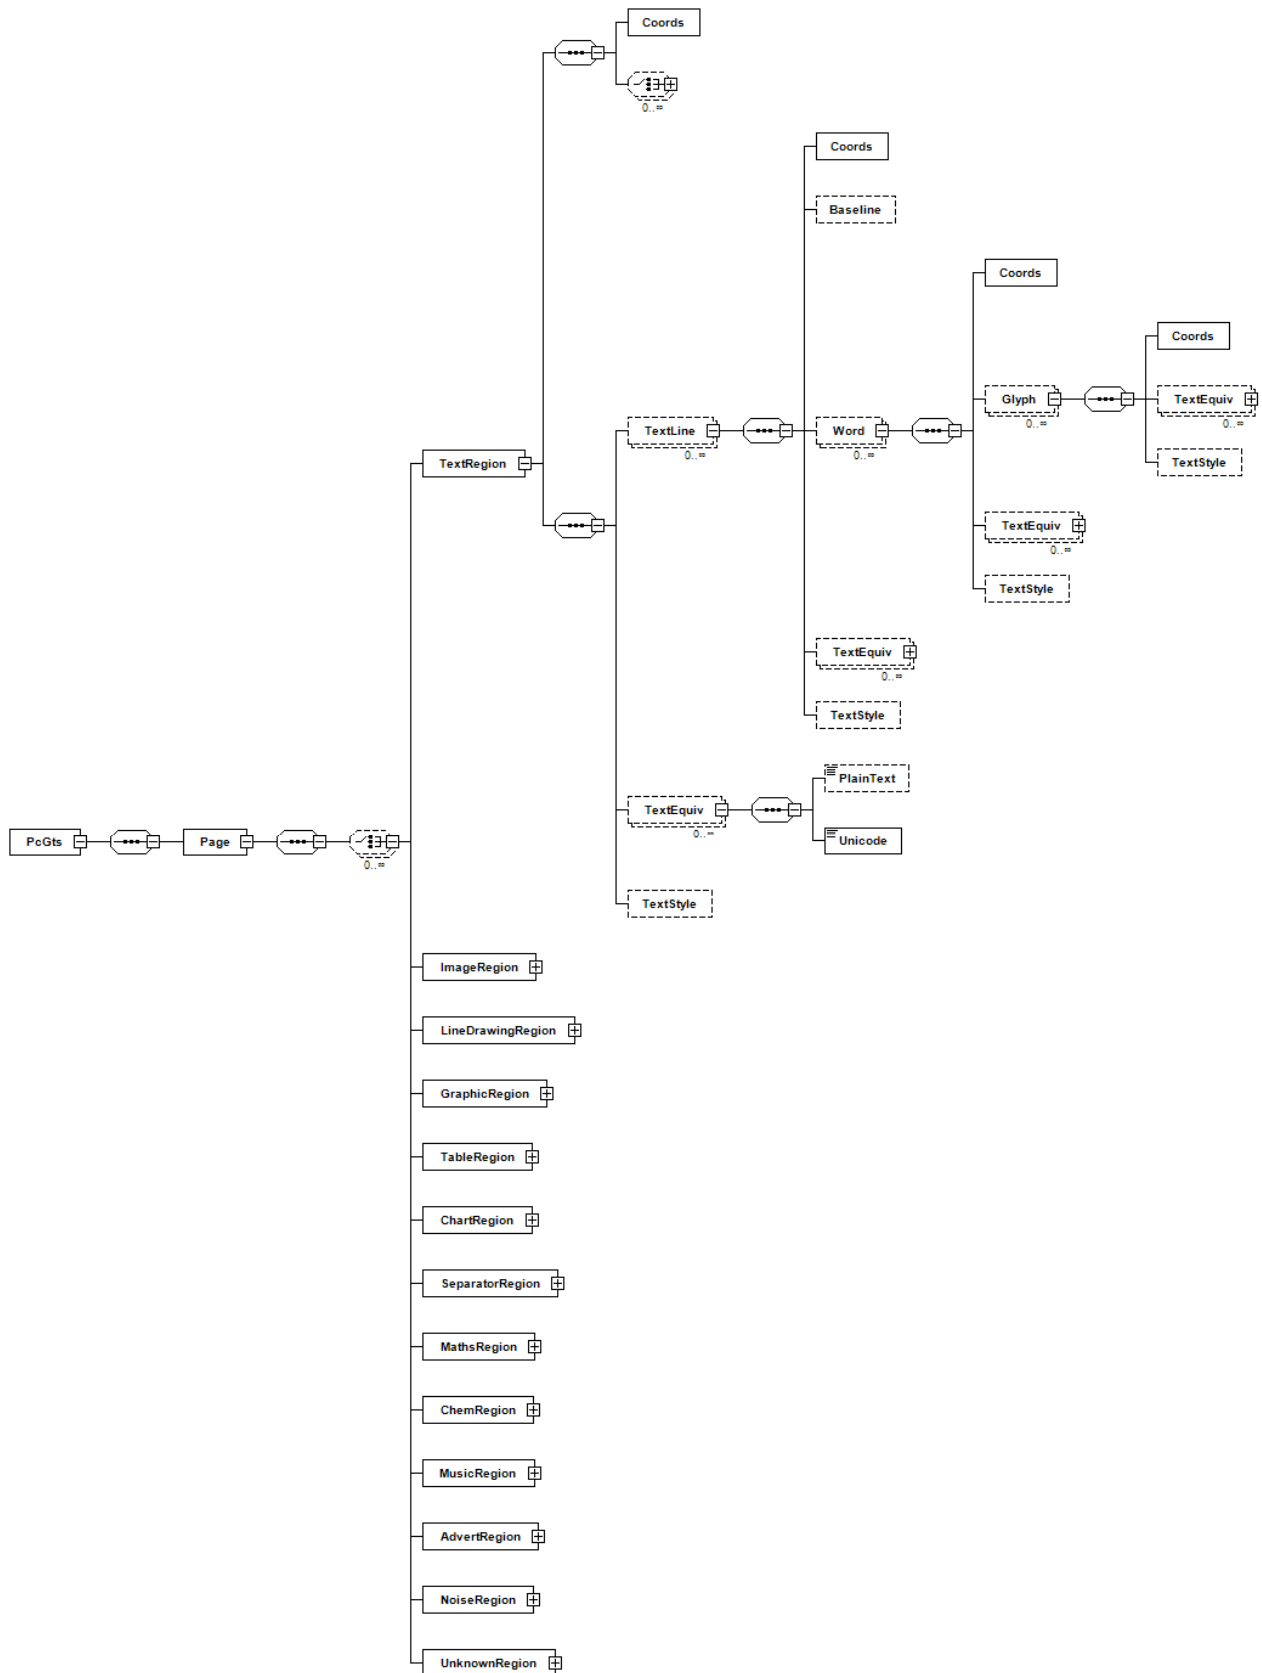 Coords
0..∞
Coords
Baseline
Coords
Coords
Glyph
0..∞
TextEquiv
0..∞
TextLine
0..∞
Word
0..∞
TextRegion
TextStyle
TextEquiv
0..∞
TextStyle
TextEquiv
0..∞
TextStyle
PlainText
TextEquiv
0..∞
PcGts
Page
0..∞
Unicode
TextStyle
ImageRegion
LineDrawingRegion
GraphicRegion
TableRegion
ChartRegion
SeparatorRegion
MathsRegion
ChemRegion
MusicRegion
AdvertRegion
NoiseRegion
UnknownRegion